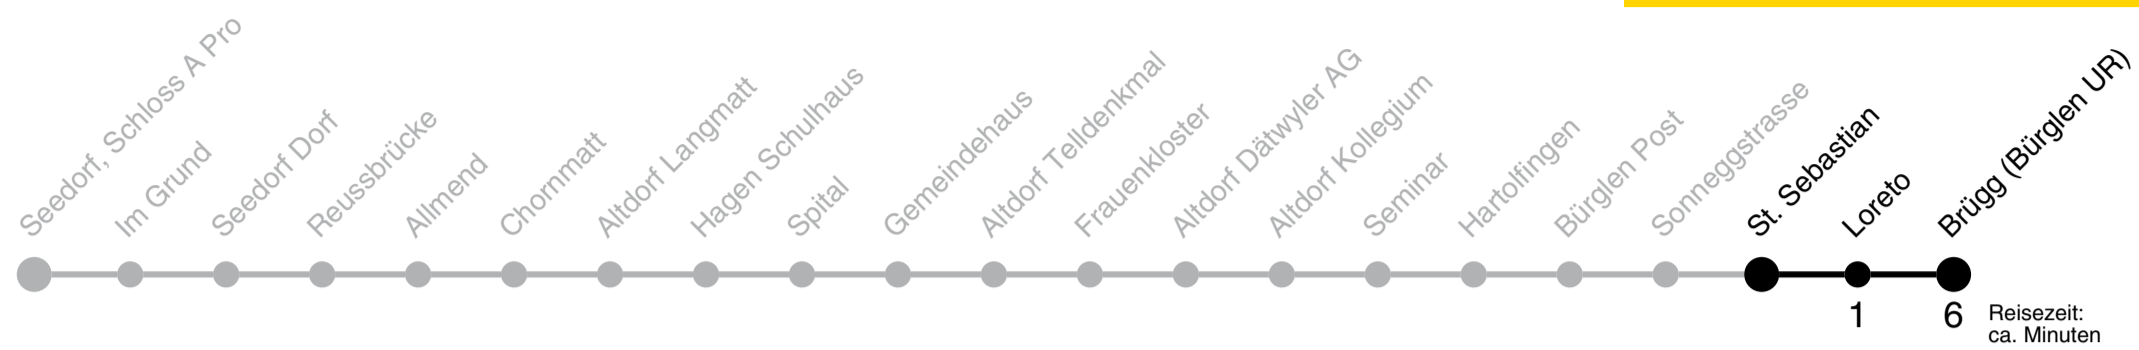 Seedorf, Schloss A Pro
Im Grund
Seedorf Dorf
Reussbrücke
Allmend
Chornmatt
Altdorf Langmatt
Hagen Schulhaus
Spital
Gemeindehaus
Altdorf Telldenkmal
Frauenkloster
Altdorf Dätwyler AG
Altdorf Kollegium
Seminar
Hartolfingen
Bürglen Post
Sonneggstrasse
St. Sebastian
Loreto
Brügg (Bürglen UR)
1
6
Reisezeit:
ca. Minuten